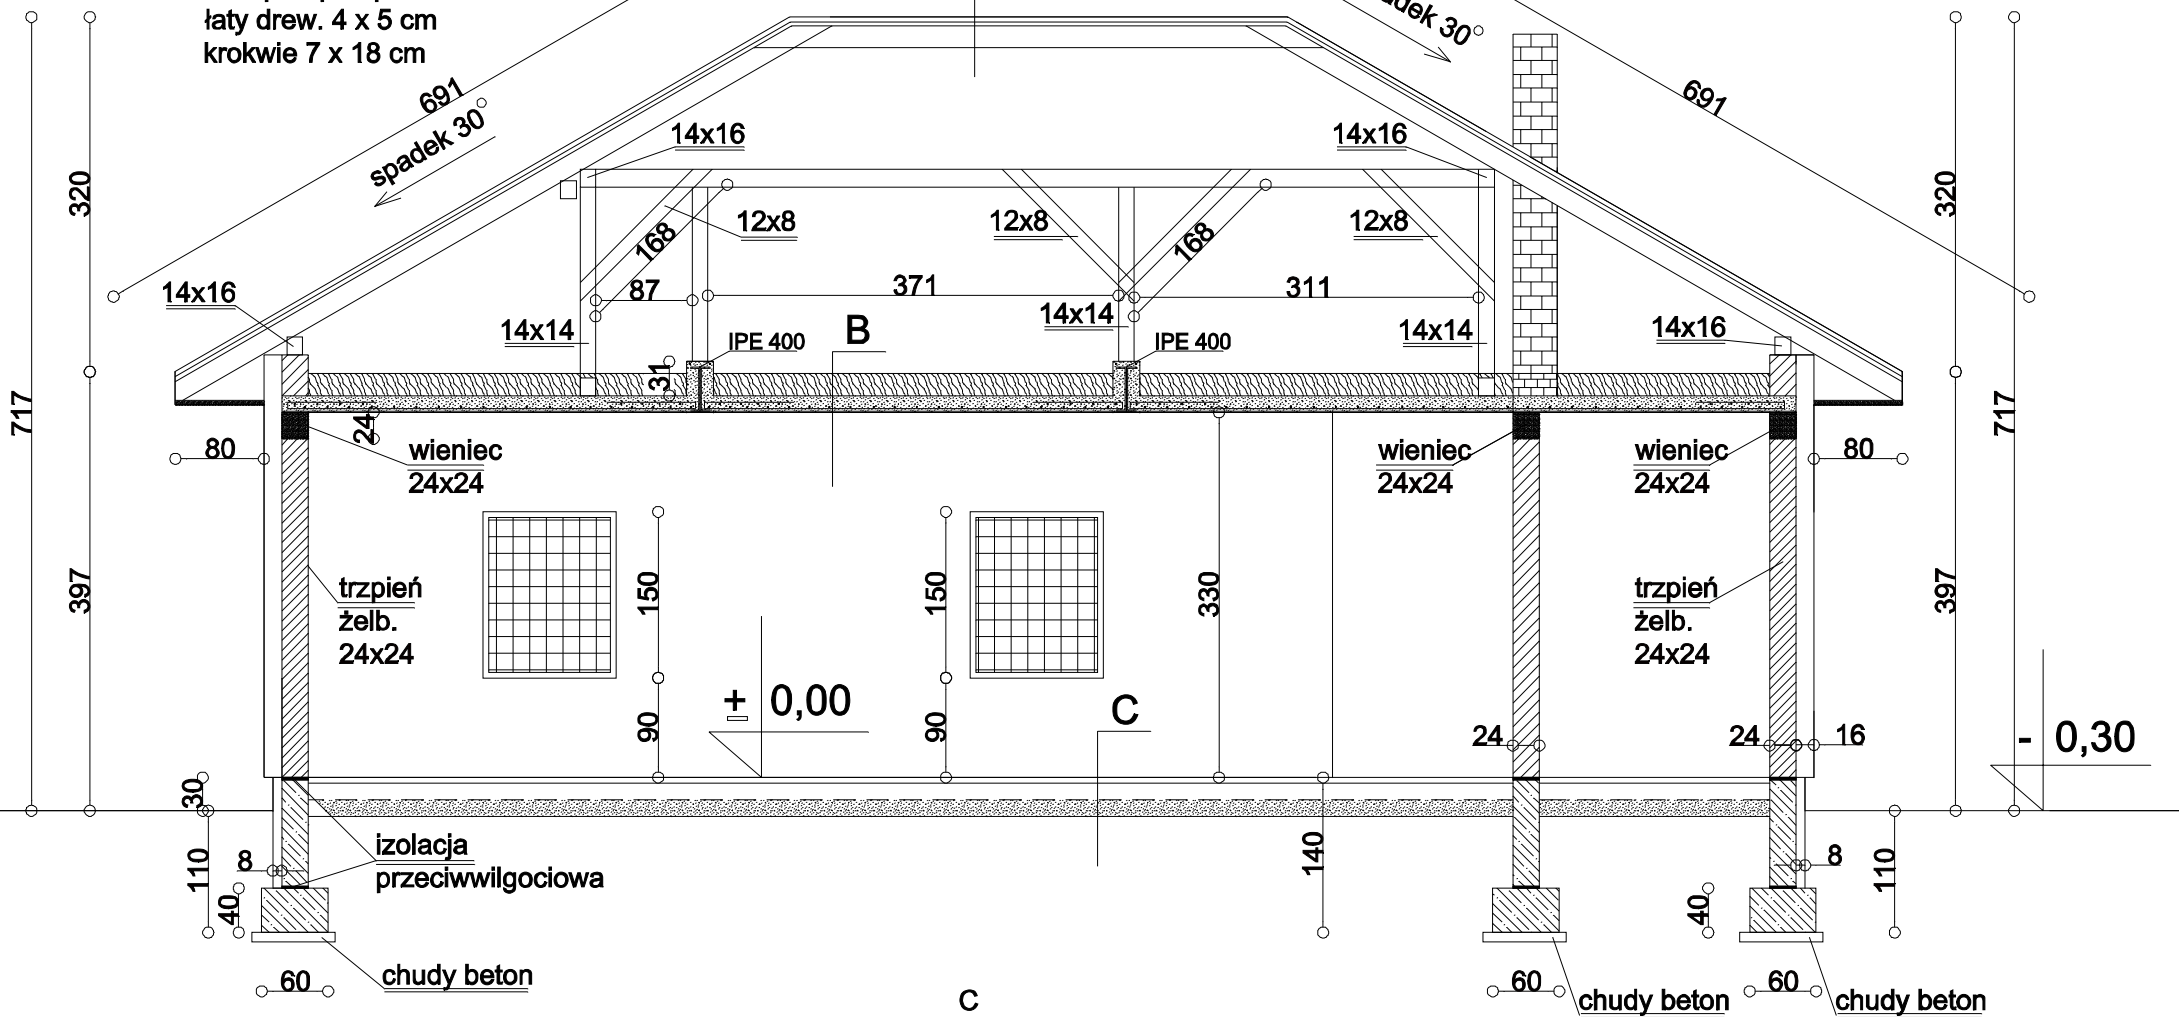 łaty drew. 4 x 5 cm
krokwie 7 x 18 cm
691
spadek 30°
30°
691
320
320
14x16
14x16
12x8
12x8
12x8
168
168
87
371
311
14x16
14x14
14x14
14x14
14x16
IPE 400
IPE 400
B
31
24
717
717
80
80
wieniec
24x24
wieniec
24x24
wieniec
24x24
397
397
150
150
330
trzpień
żelb.
24x24
trzpień
żelb.
24x24
90
90
± 0,00
C
24
24
16
- 0,30
30
110
8
40
izolacja
przeciwwilgociowa
140
8
110
40
60
chudy beton
60
chudy beton
60
chudy beton
C